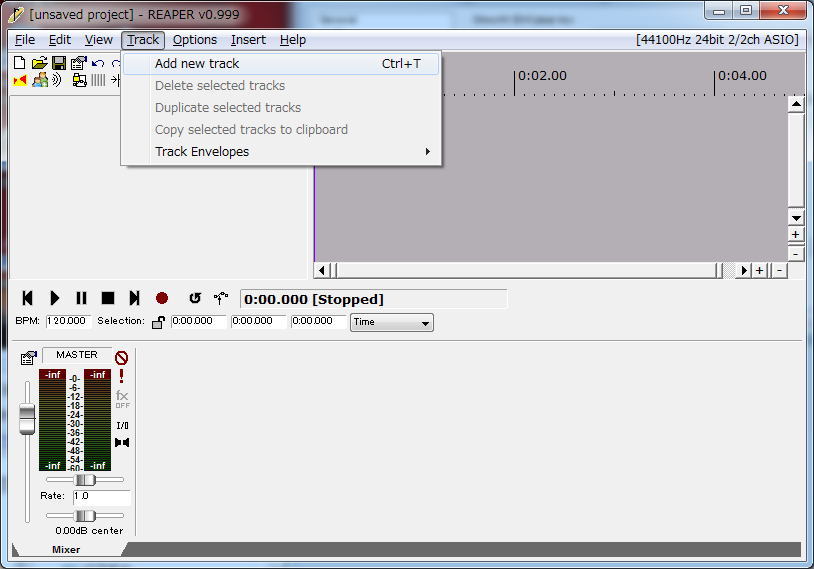 [unsaved project] - REAPER v0.999
File Edit View Track Options Insert Help [44100Hz 24bit 2/2ch ASIO]
Add new track Ctrl+T
Delete selected tracks
Duplicate selected tracks
Copy selected tracks to clipboard
Track Envelopes
0:02.00 0:04.00
0:00.000 [Stopped]
BPM: 120.000 Selection: 0:00.000 0:00.000 0:00.000 Time
MASTER
-inf -inf
-0-
-6-
-12-
-18-
-24-
-30-
-36-
-42-
-48-
-54-
-60-
-inf -inf
fx
OFF
I/O
Rate: 1.0
0.00dB center
Mixer